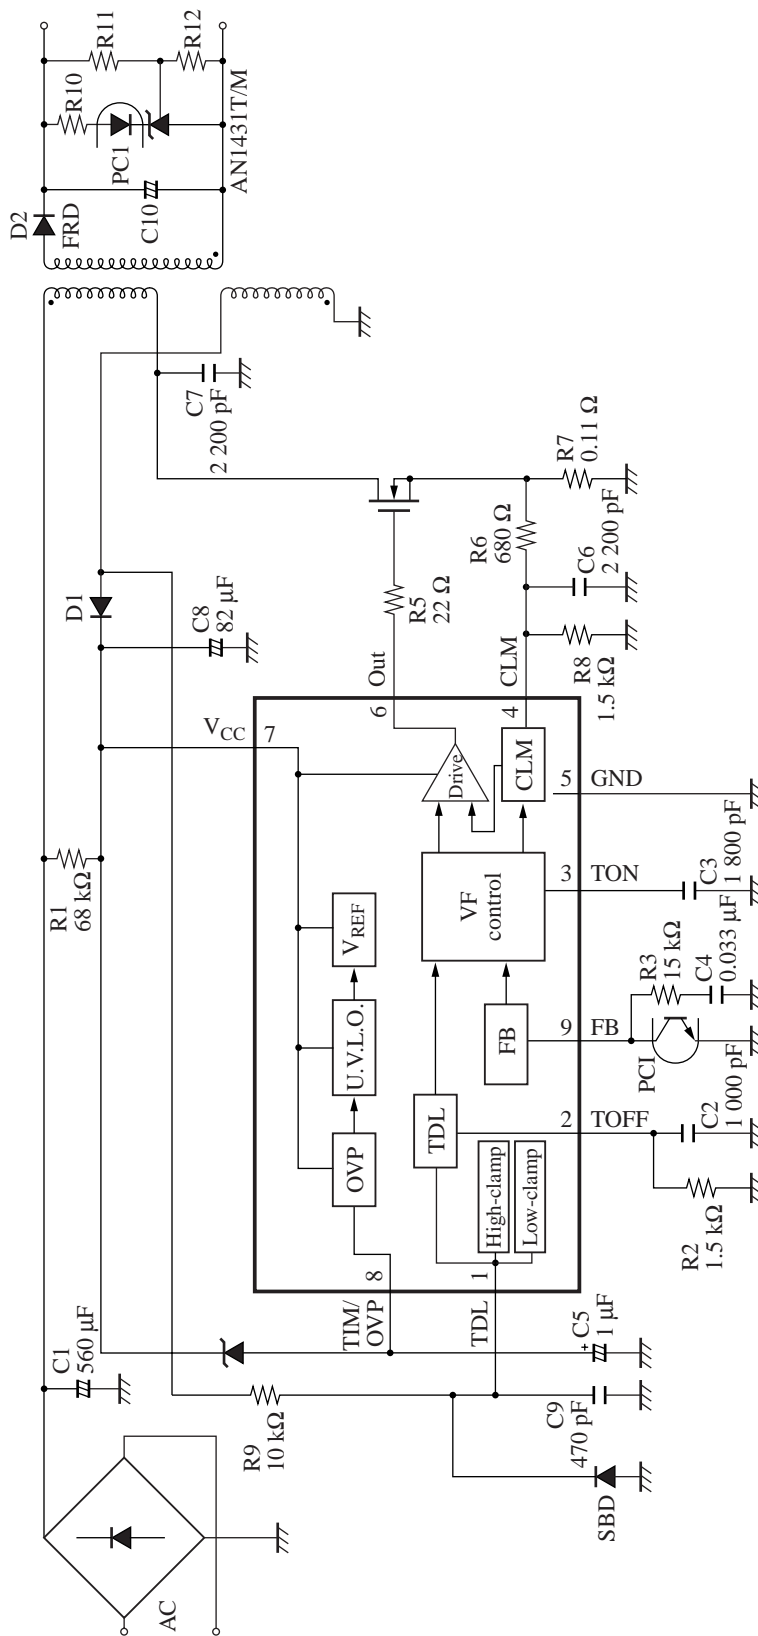 AC
C1
560 μF
R1
68 kΩ
D1
C8
82 μF
C7
2 200 pF
D2
FRD
C10
PC1
R10
R11
R12
AN1431T/M
R9
10 kΩ
TIM/
OVP
8
TDL
1
C5
+
1 μF
C9
470 pF
SBD
VCC
7
OVP
U.V.L.O.
VREF
TDL
High-clamp
Low-clamp
FB
VF
control
Drive
CLM
6
Out
R5
22 Ω
4
CLM
R6
680 Ω
R7
0.11 Ω
C6
2 200 pF
R8
1.5 kΩ
2
TOFF
R2
1.5 kΩ
C2
1 000 pF
9
FB
PCI
R3
15 kΩ
C4
0.033 μF
3
TON
C3
1 800 pF
5
GND